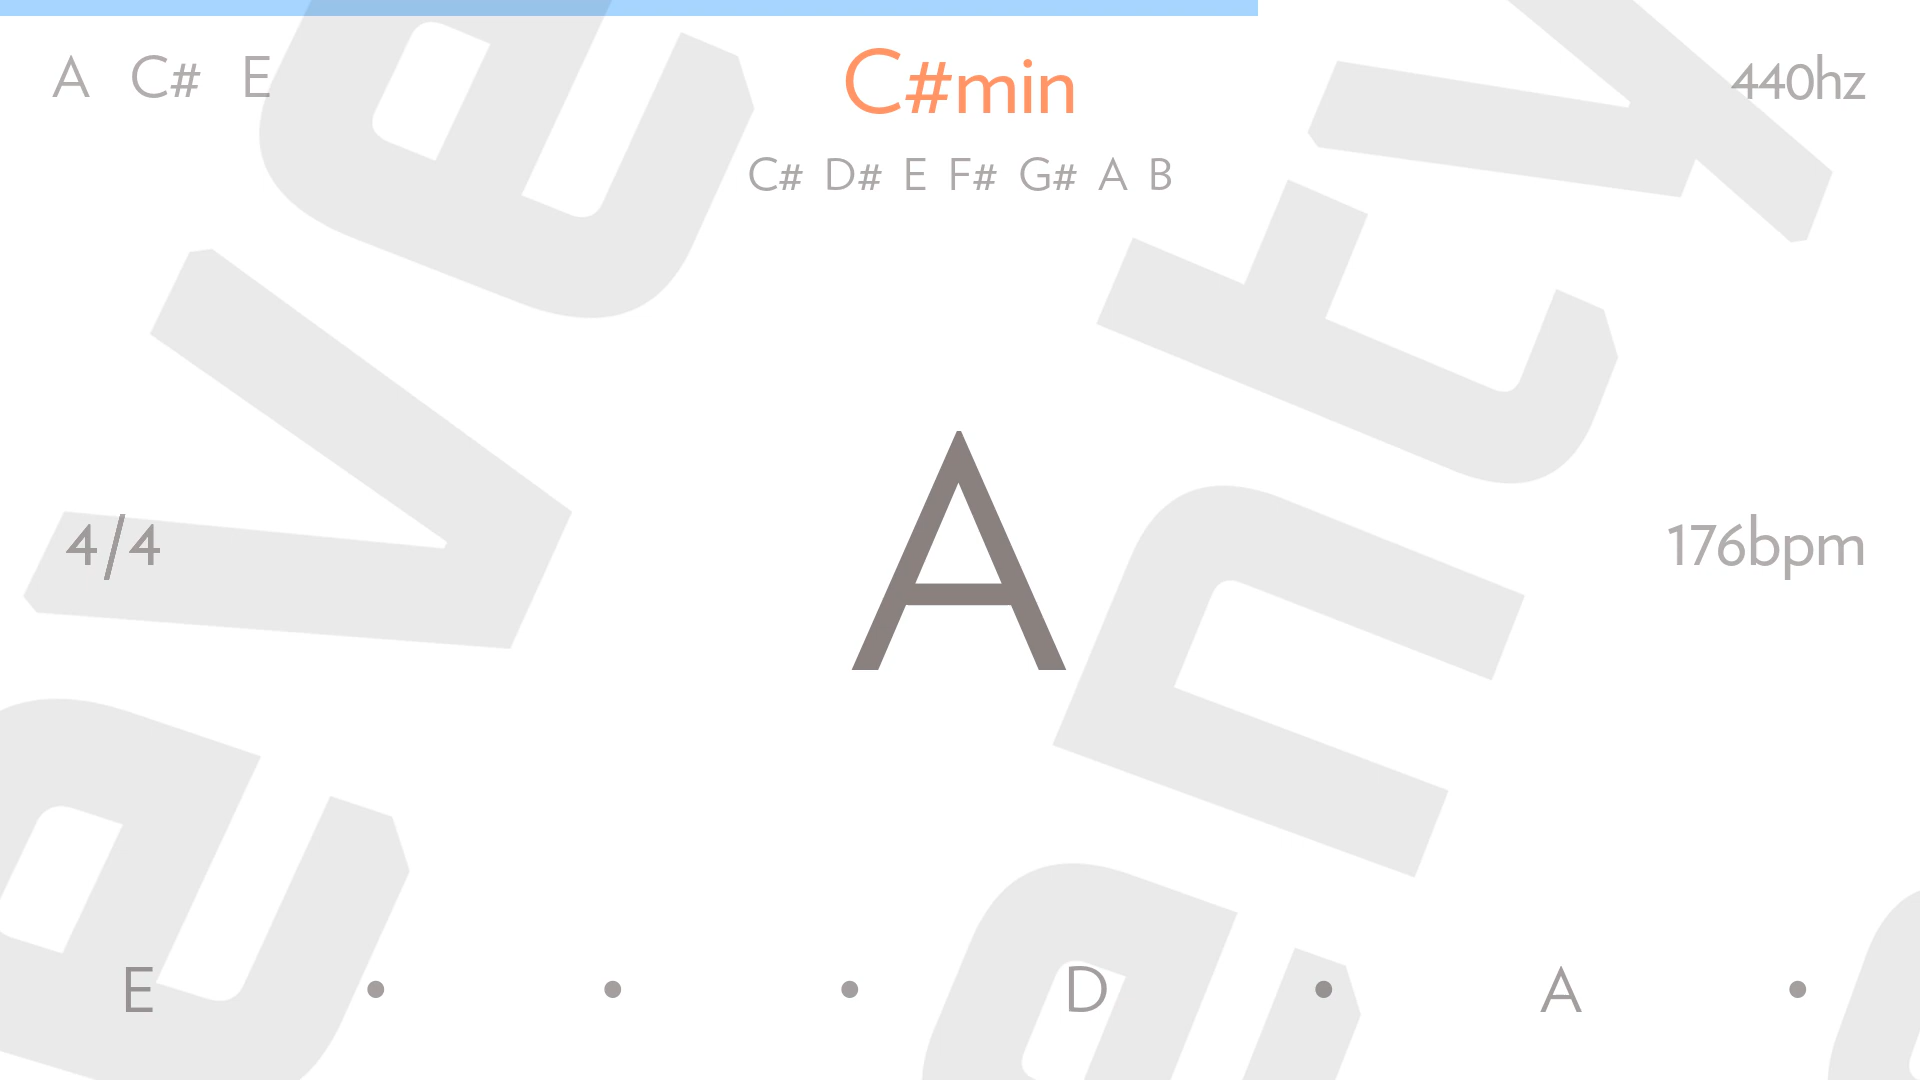 A C# E
C#min
440hz
C# D# E F# G# A B
4/4
A
176bpm
E • • • D • A •